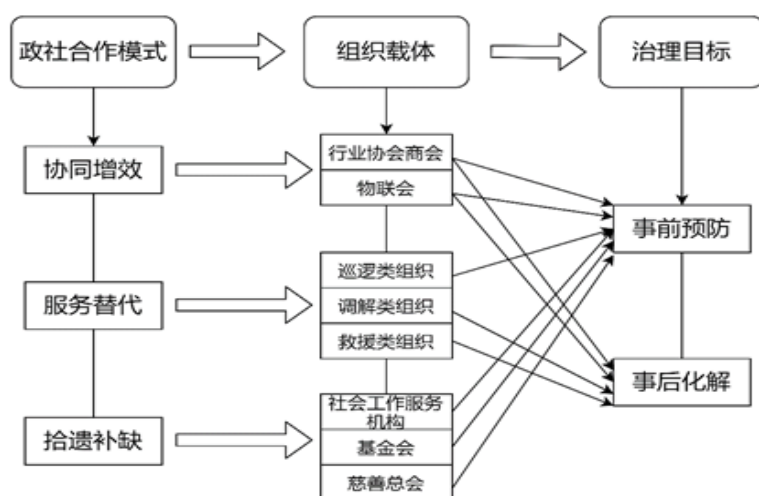 政社合作模式
组织载体
治理目标
协同增效
行业协会商会
物联会
事前预防
服务替代
巡逻类组织
调解类组织
救援类组织
事后化解
拾遗补缺
社会工作服务
机构
基金会
慈善总会